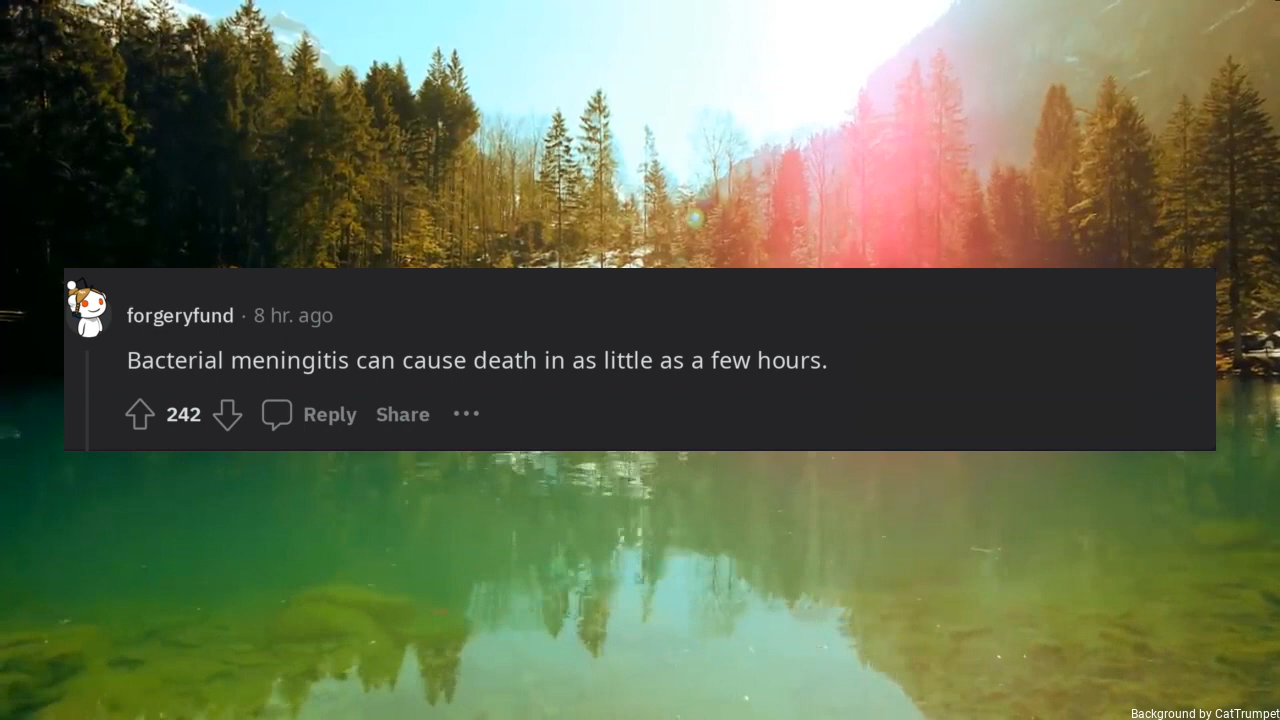 forgeryfund · 8 hr. ago
Bacterial meningitis can cause death in as little as a few hours.
242 Reply Share ···
Background by CatTrumpet